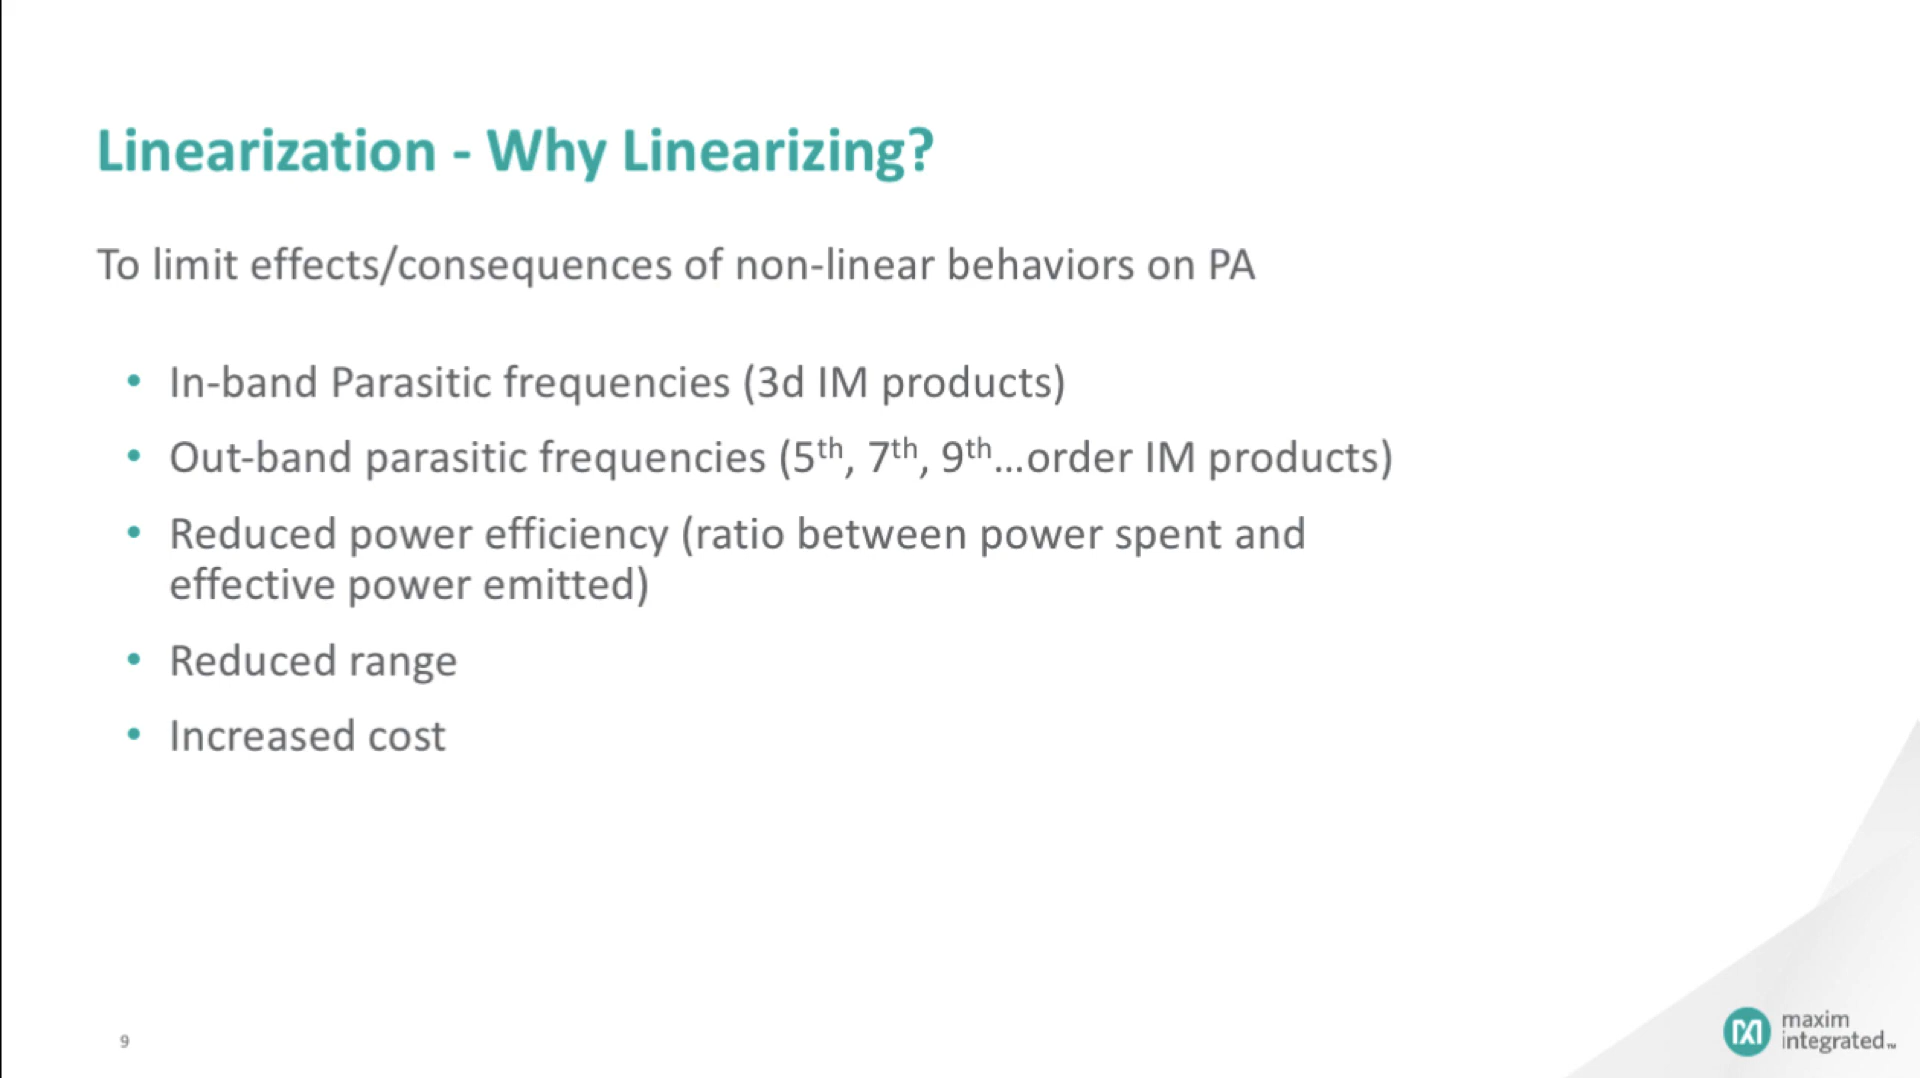 Linearization - Why Linearizing?
To limit effects/consequences of non-linear behaviors on PA
• In-band Parasitic frequencies (3d IM products)
• Out-band parasitic frequencies (5th, 7th, 9th...order IM products)
• Reduced power efficiency (ratio between power spent and
effective power emitted)
• Reduced range
• Increased cost
9
maxim
integrated™